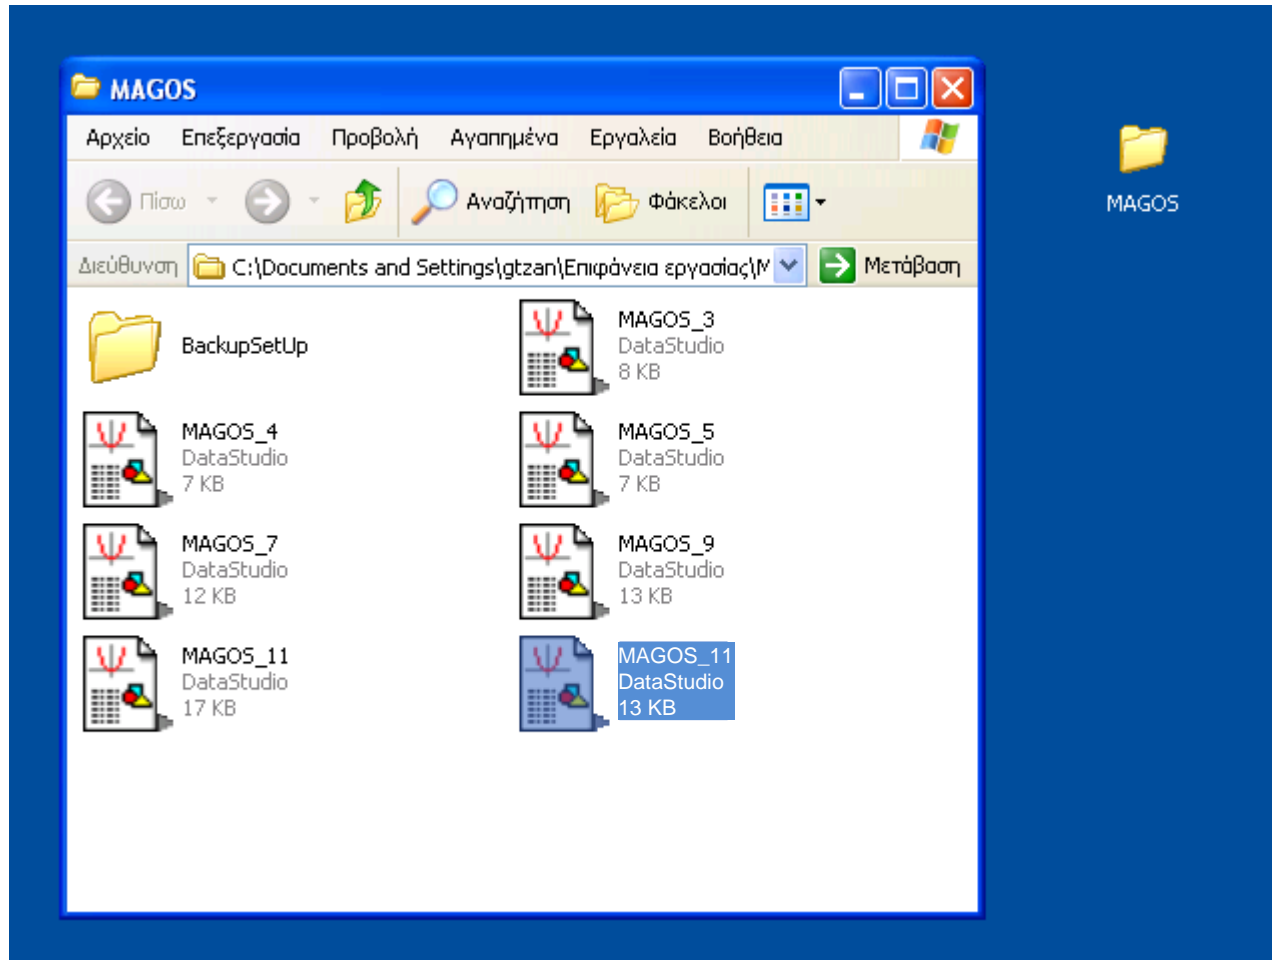 MAGOS
Αρχείο Επεξεργασία Προβολή Αγαπημένα Εργαλεία Βοήθεια
Πίσω Αναζήτηση Φάκελοι
Διεύθυνση C:\Documents and Settings\gtzan\Επιφάνεια εργασίας\M Μετάβαση
BackupSetUp
MAGOS_3
DataStudio
8 KB
MAGOS_4
DataStudio
7 KB
MAGOS_5
DataStudio
7 KB
MAGOS_7
DataStudio
12 KB
MAGOS_9
DataStudio
13 KB
MAGOS_11
DataStudio
17 KB
MAGOS_11
DataStudio
13 KB
MAGOS